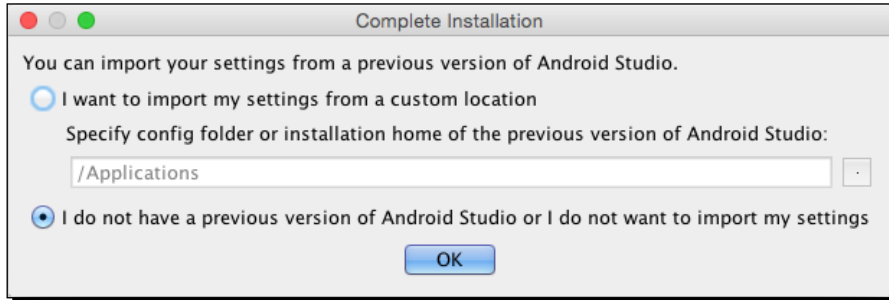 Complete Installation
You can import your settings from a previous version of Android Studio.
I want to import my settings from a custom location
Specify config folder or installation home of the previous version of Android Studio:
/Applications
.
I do not have a previous version of Android Studio or I do not want to import my settings
OK